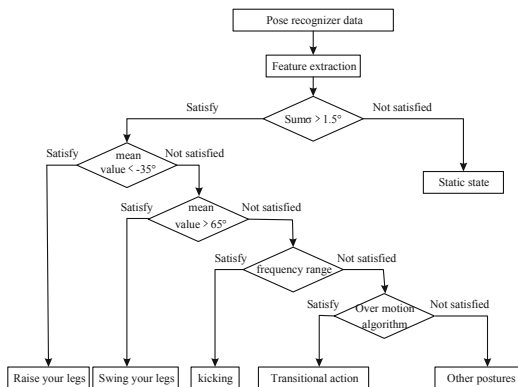 Pose recognizer data
Feature extraction
Satisfy
Sumσ > 1.5°
Not satisfied
Satisfy
mean
value < -35°
Not satisfied
Static state
Satisfy
mean
value > 65°
Not satisfied
Satisfy
frequency range
Not satisfied
Satisfy
Over motion
algorithm
Not satisfied
Raise your legs
Swing your legs
kicking
Transitional action
Other postures